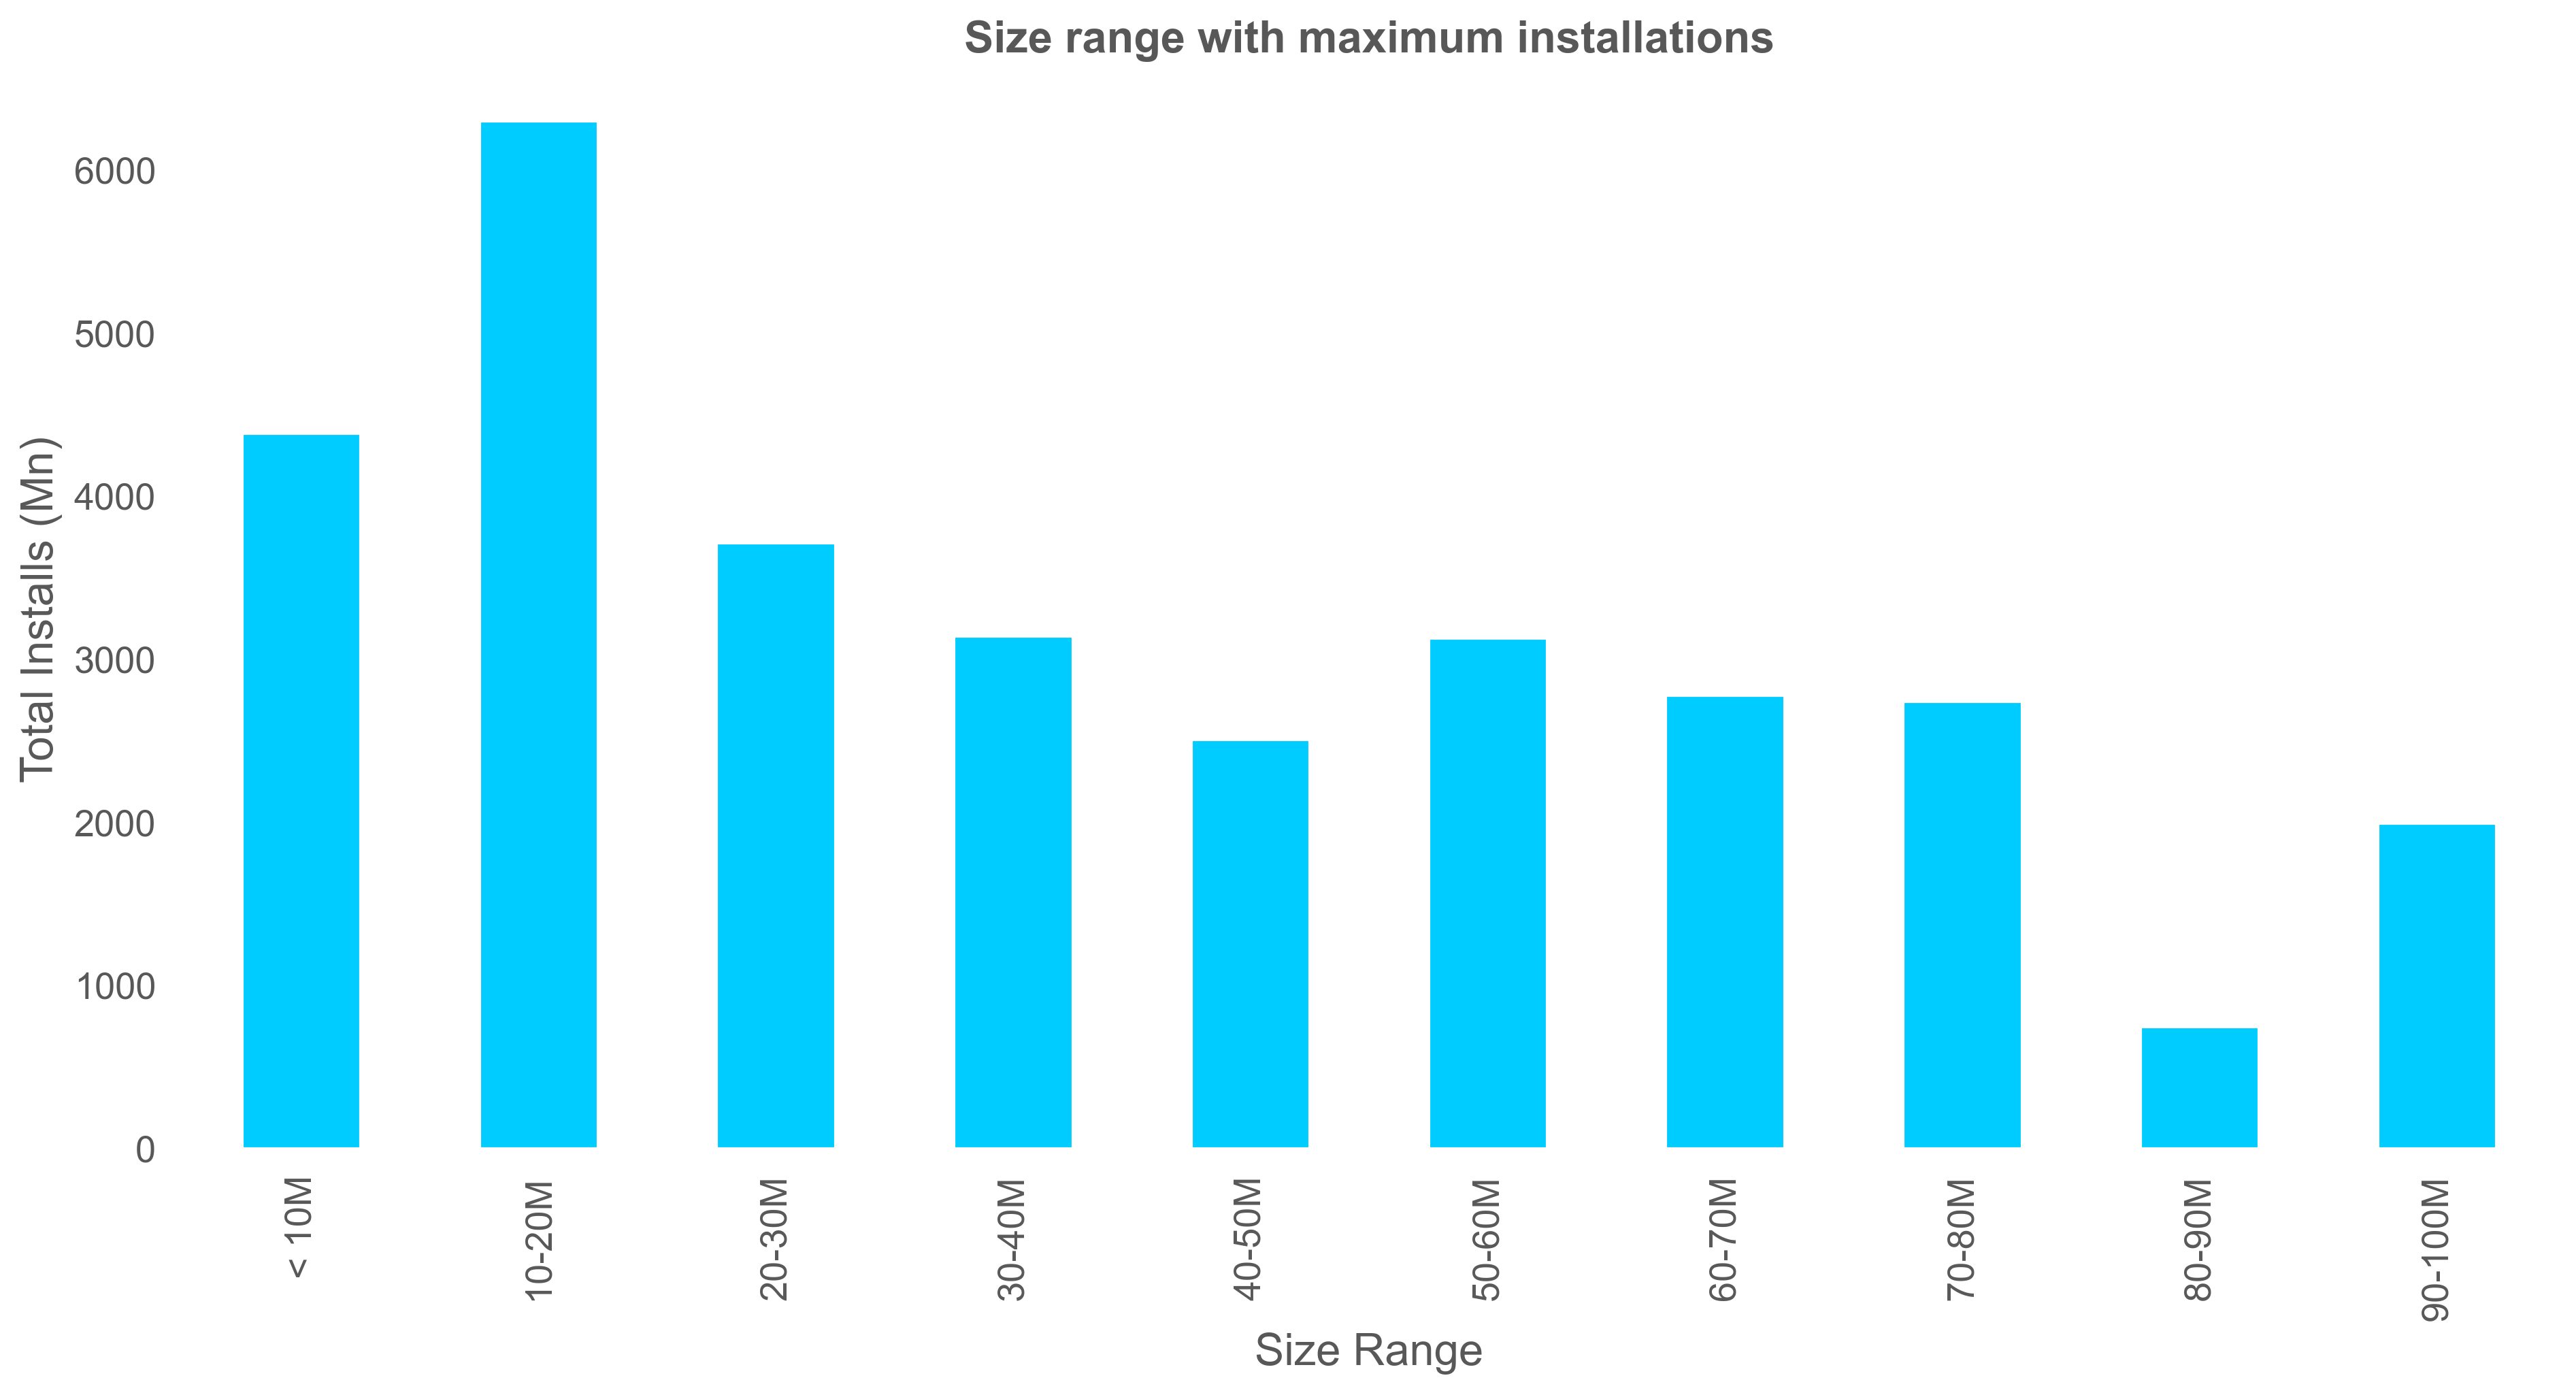 Size range with maximum installations
Total Installs (Mn)
6000
5000
4000
3000
2000
1000
0
< 10M
10-20M
20-30M
30-40M
40-50M
50-60M
60-70M
70-80M
80-90M
90-100M
Size Range